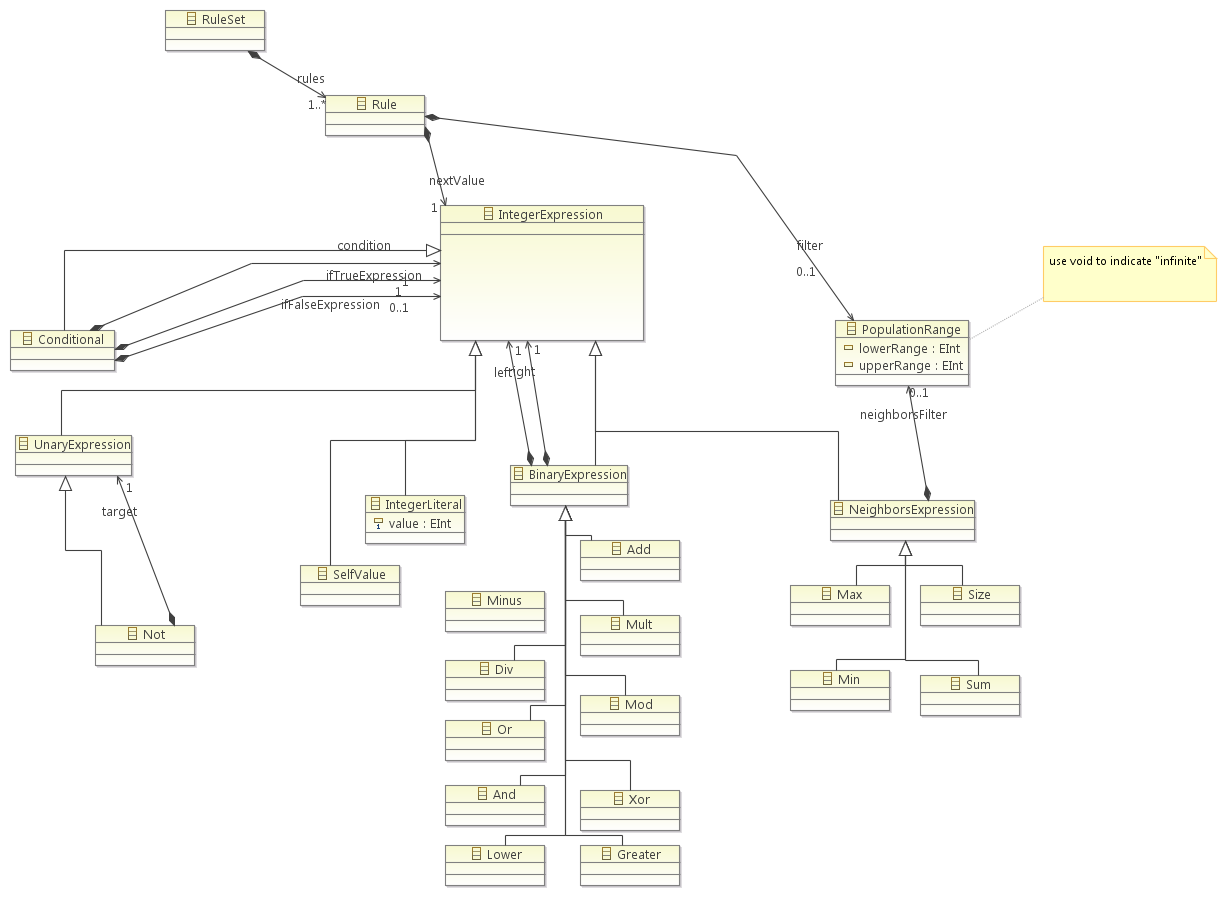 RuleSet
rules
1..*
Rule
nextValue
1
IntegerExpression
condition
filter
0..1
use void to indicate "infinite"
ifTrueExpression
1
1
ifFalseExpression
0..1
Conditional
PopulationRange
lowerRange : EInt
upperRange : EInt
1
1
left
right
0..1
neighborsFilter
UnaryExpression
1
target
BinaryExpression
IntegerLiteral
value : EInt
NeighborsExpression
SelfValue
Add
Minus
Max
Size
Not
Mult
Div
Min
Sum
Mod
Or
And
Xor
Lower
Greater